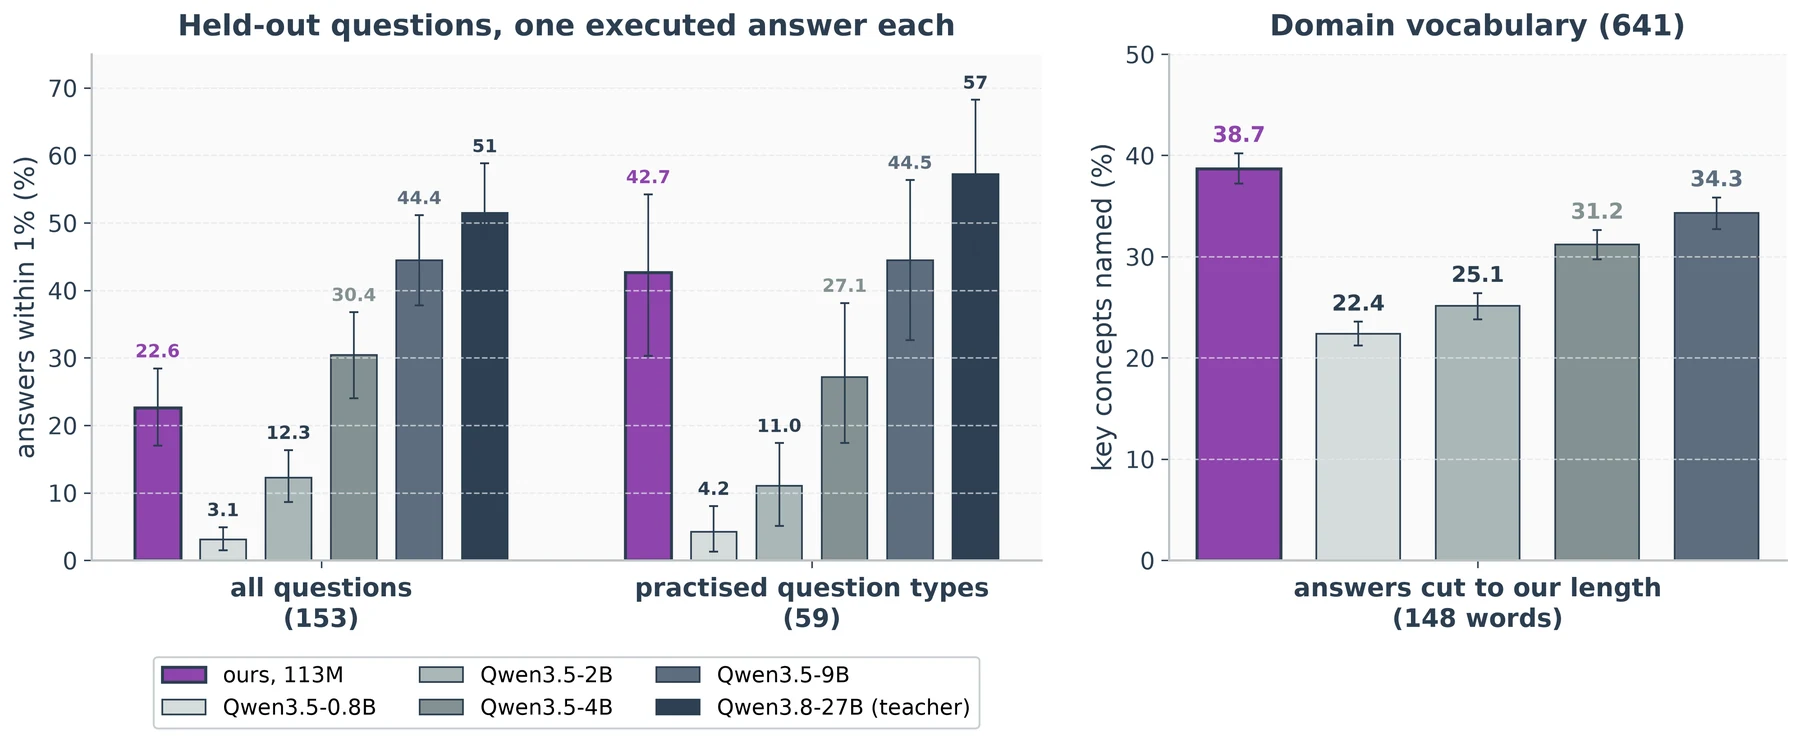 Held-out questions, one executed answer each
answers within 1% (%)
70
60
50
40
30
20
10
0
22.6
3.1
12.3
30.4
44.4
51
42.7
4.2
11.0
27.1
44.5
57
all questions
(153)
practised question types
(59)
Domain vocabulary (641)
key concepts named (%)
50
40
30
20
10
0
38.7
22.4
25.1
31.2
34.3
answers cut to our length
(148 words)
ours, 113M
Qwen3.5-0.8B
Qwen3.5-2B
Qwen3.5-4B
Qwen3.5-9B
Qwen3.8-27B (teacher)